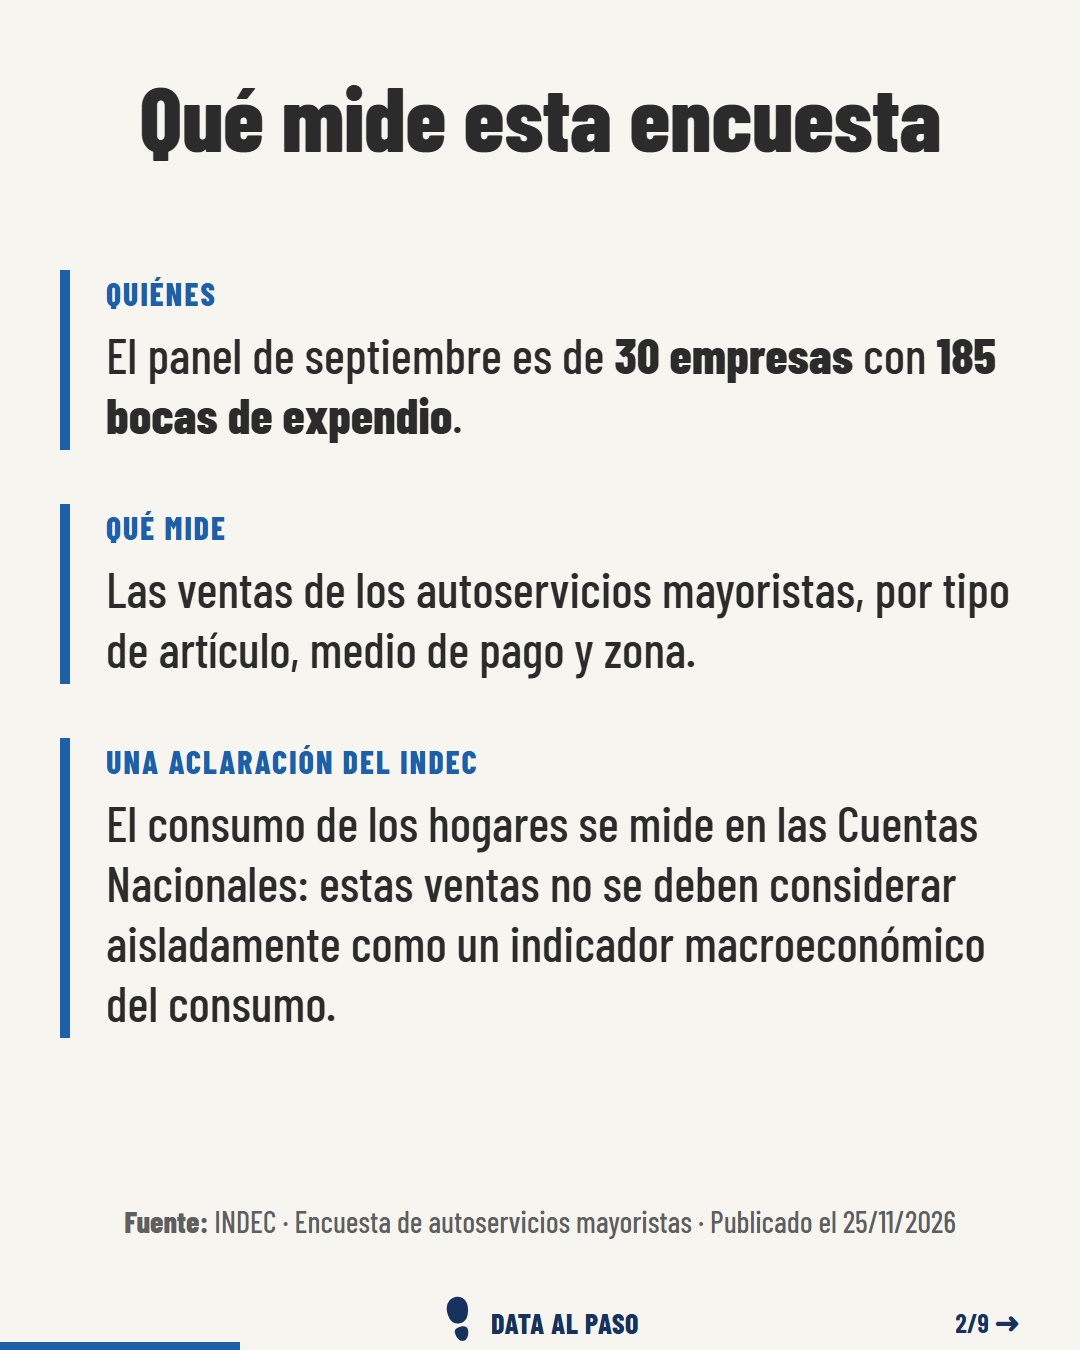 Qué mide esta encuesta
QUIÉNES
El panel de septiembre es de 30 empresas con 185
bocas de expendio.
QUÉ MIDE
Las ventas de los autoservicios mayoristas, por tipo
de artículo, medio de pago y zona.
UNA ACLARACIÓN DEL INDEC
El consumo de los hogares se mide en las Cuentas
Nacionales: estas ventas no se deben considerar
aisladamente como un indicador macroeconómico
del consumo.
Fuente: INDEC · Encuesta de autoservicios mayoristas · Publicado el 25/11/2026
DATA AL PASO
2/9 →